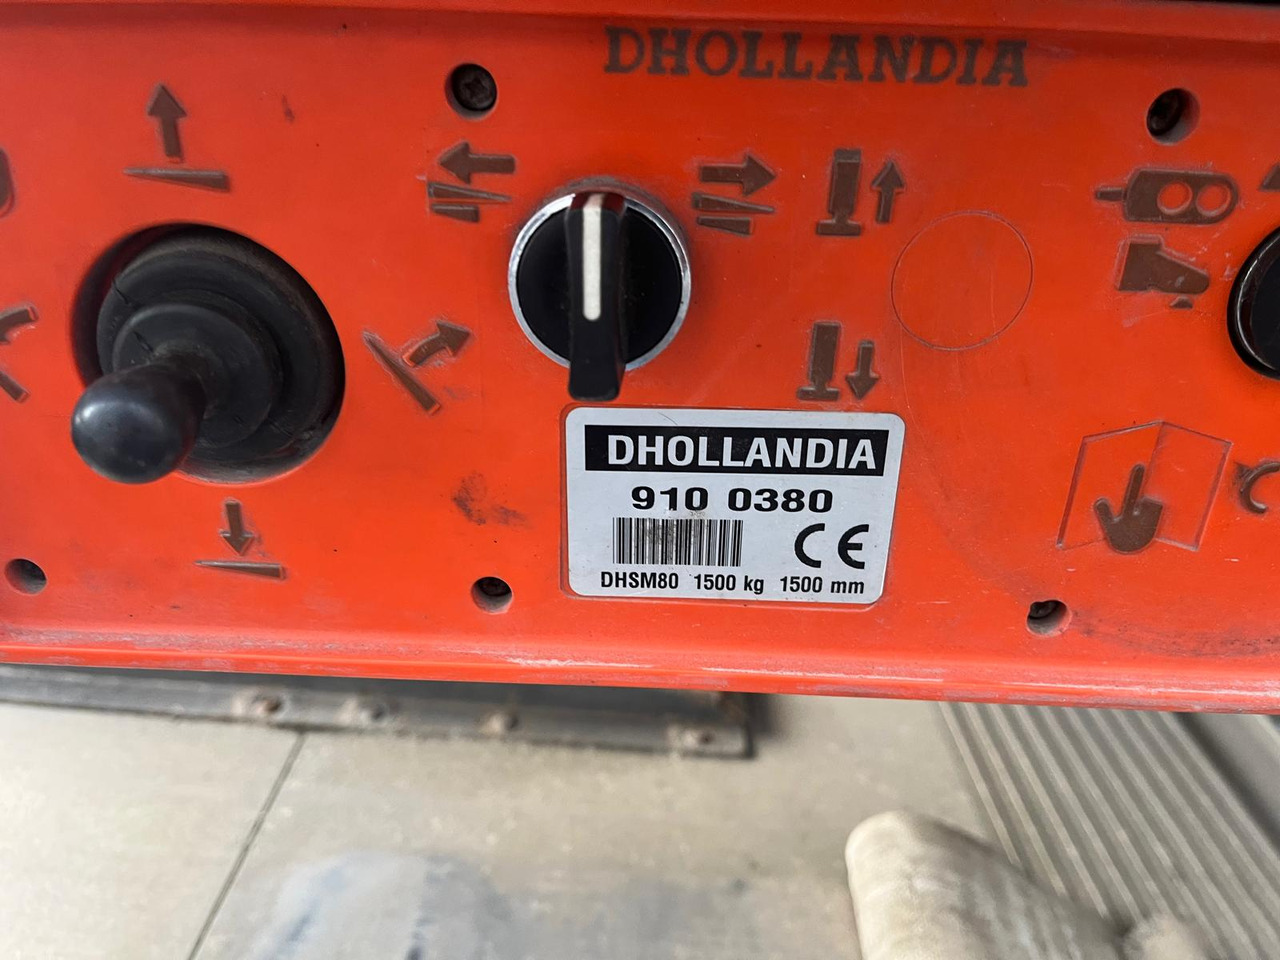 DHOLLANDIA
DHOLLANDIA
910 0380
CE
DHSM80 1500 kg 1500 mm